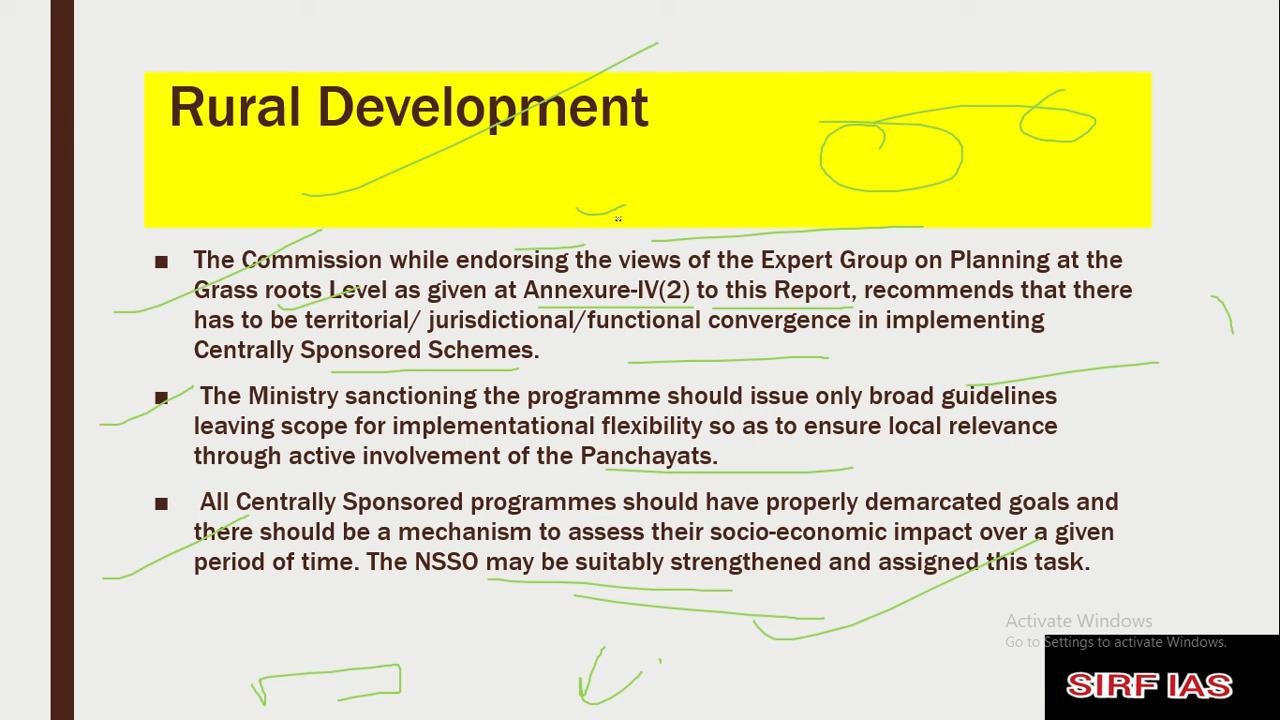 Rural Development
■ The Commission while endorsing the views of the Expert Group on Planning at the
Grass roots Level as given at Annexure-IV(2) to this Report, recommends that there
has to be territorial/ jurisdictional/functional convergence in implementing
Centrally Sponsored Schemes.
■ The Ministry sanctioning the programme should issue only broad guidelines
leaving scope for implementational flexibility so as to ensure local relevance
through active involvement of the Panchayats.
■ All Centrally Sponsored programmes should have properly demarcated goals and
there should be a mechanism to assess their socio-economic impact over a given
period of time. The NSSO may be suitably strengthened and assigned this task.
Activate Windows
Go to Settings to activate Windows.
SIRF IAS